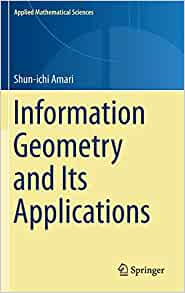 Applied Mathematical Sciences
Shun-ichi Amari
Information
Geometry
and Its
Applications
Springer